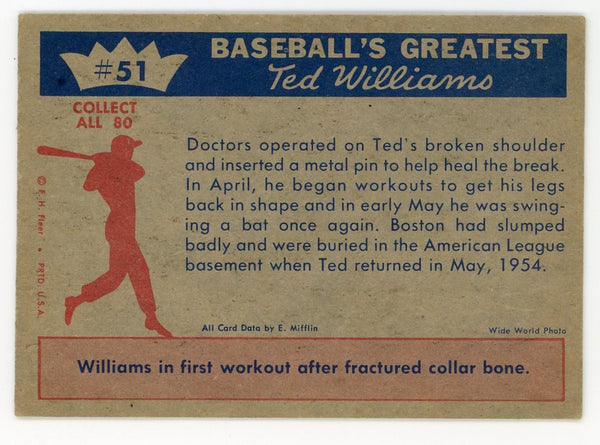 #51
BASEBALL'S GREATEST
Ted Williams
COLLECT
ALL 80
Doctors operated on Ted's broken shoulder
and inserted a metal pin to help heal the break.
In April, he began workouts to get his legs
back in shape and in early May he was swing-
ing a bat once again. Boston had slumped
badly and were buried in the American League
basement when Ted returned in May, 1954.
© F. H. Fleer • PRTD. U.S.A.
All Card Data by E. Mifflin
Wide World Photo
Williams in first workout after fractured collar bone.